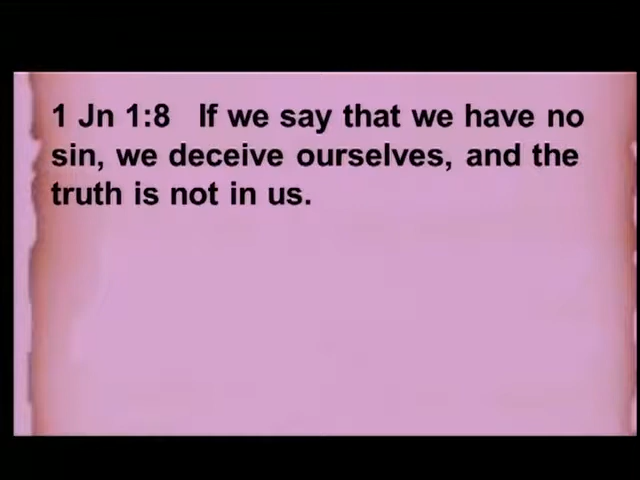 1 Jn 1:8 If we say that we have no
sin, we deceive ourselves, and the
truth is not in us.